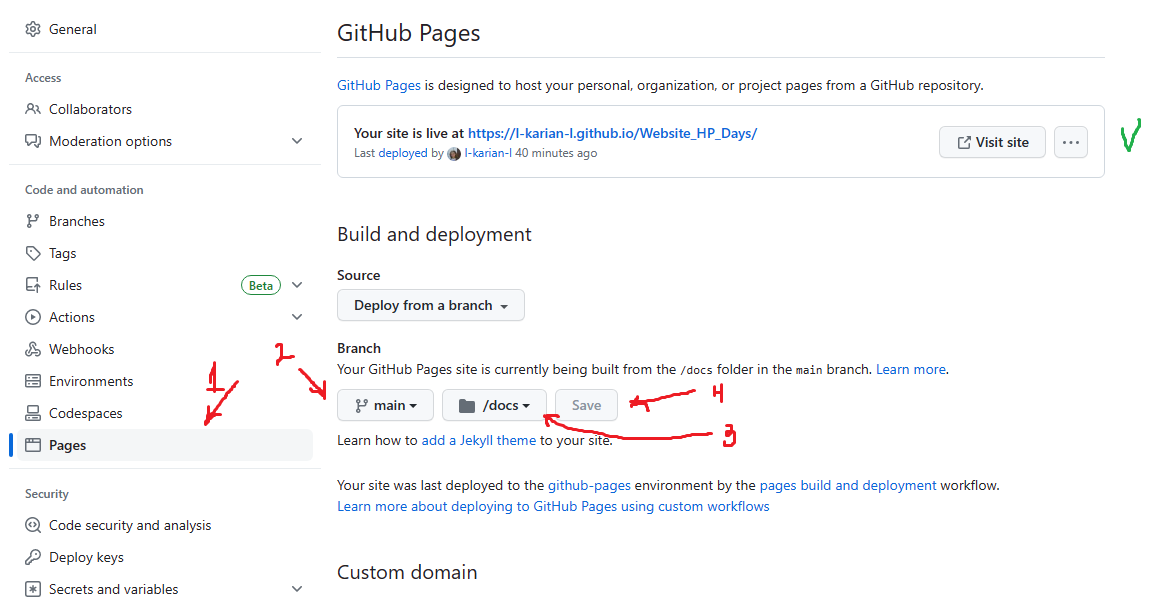 General
Access
Collaborators
Moderation options
Code and automation
Branches
Tags
Rules Beta
Actions
Webhooks
Environments
Codespaces
Pages
Security
Code security and analysis
Deploy keys
Secrets and variables
GitHub Pages
GitHub Pages is designed to host your personal, organization, or project pages from a GitHub repository.
Your site is live at https://l-karian-l.github.io/Website_HP_Days/
Last deployed by l-karian-l 40 minutes ago
Visit site
V
Build and deployment
Source
Deploy from a branch
Branch
Your GitHub Pages site is currently being built from the /docs folder in the main branch. Learn more.
main /docs Save
Learn how to add a Jekyll theme to your site.
Your site was last deployed to the github-pages environment by the pages build and deployment workflow.
Learn more about deploying to GitHub Pages using custom workflows
Custom domain
1
2
3
4